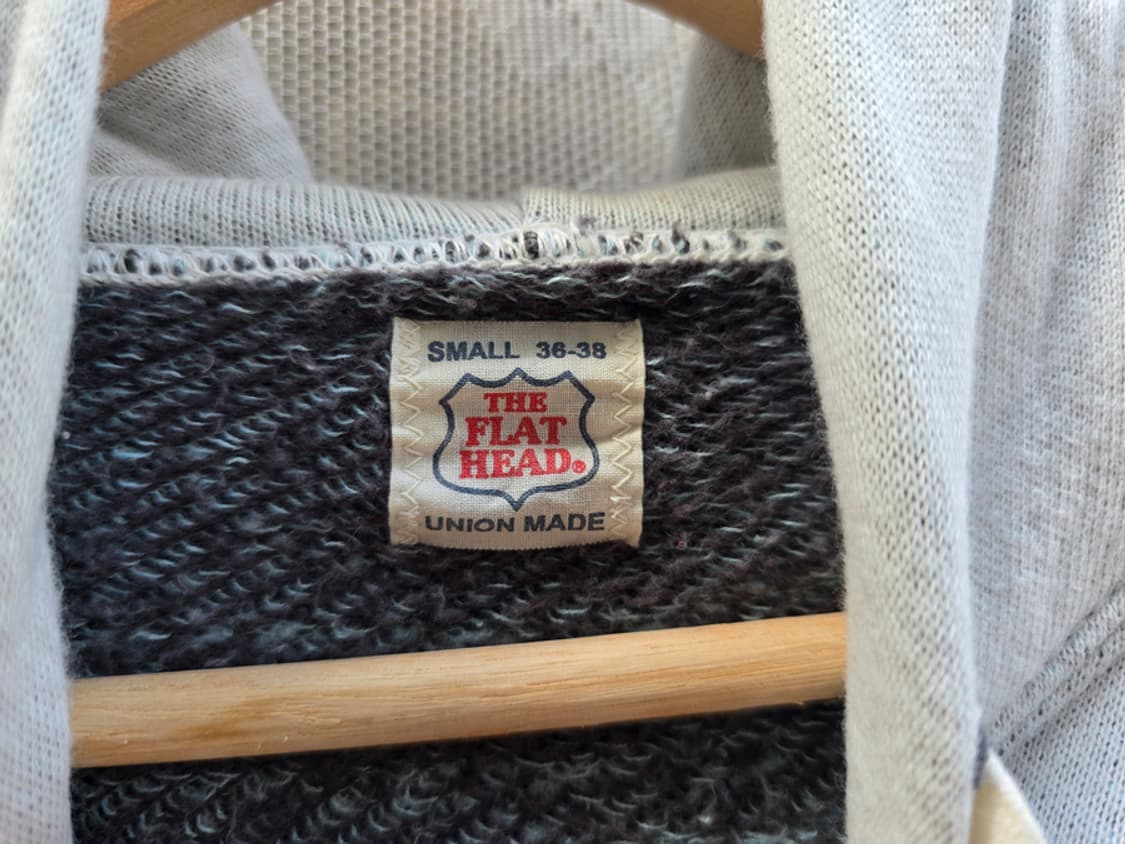 SMALL 36-38
THE
FLAT
HEAD®
UNION MADE